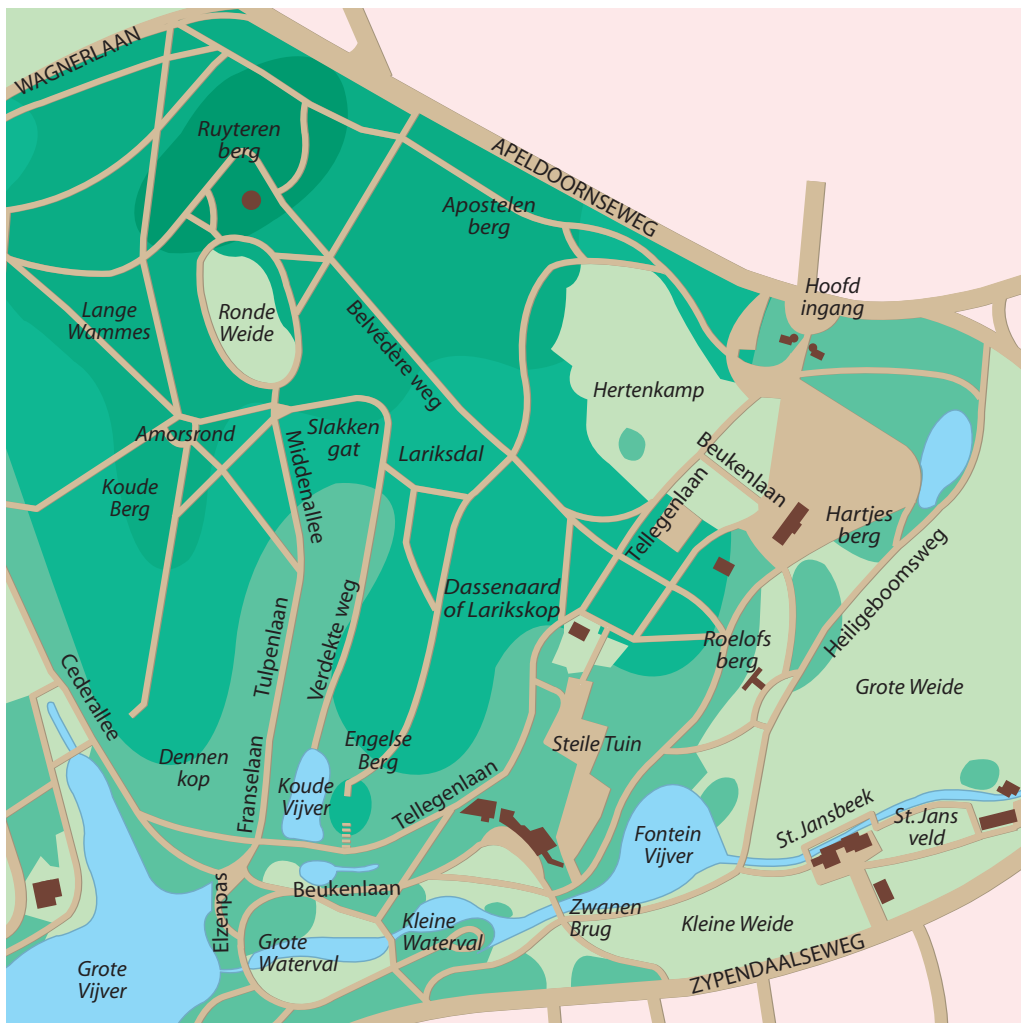 WAGNERLAAN
Ruyteren
berg
APELDOORNSEWEG
Apostelen
berg
Hoofd
ingang
Lange
Wammes
Ronde
Weide
Belvédère weg
Hertenkamp
Amorsrond
Slakken
gat
Middenallee
Lariksdal
Beukenlaan
Koude
Berg
Tellegenlaan
Hartjes
berg
Dassenaard
of Larikskop
Heiligeboomsweg
Tulpenlaan
Verdekte weg
Roelofs
berg
Grote Weide
Cederallee
Dennen
kop
Engelse
Berg
Steile Tuin
Franselaan
Koude
Vijver
Tellegenlaan
Fontein
Vijver
St. Jansbeek
St. Jans
veld
Elzenpas
Beukenlaan
Grote
Waterval
Kleine
Waterval
Zwanen
Brug
Kleine Weide
Grote
Vijver
ZYPENDAALSEWEG